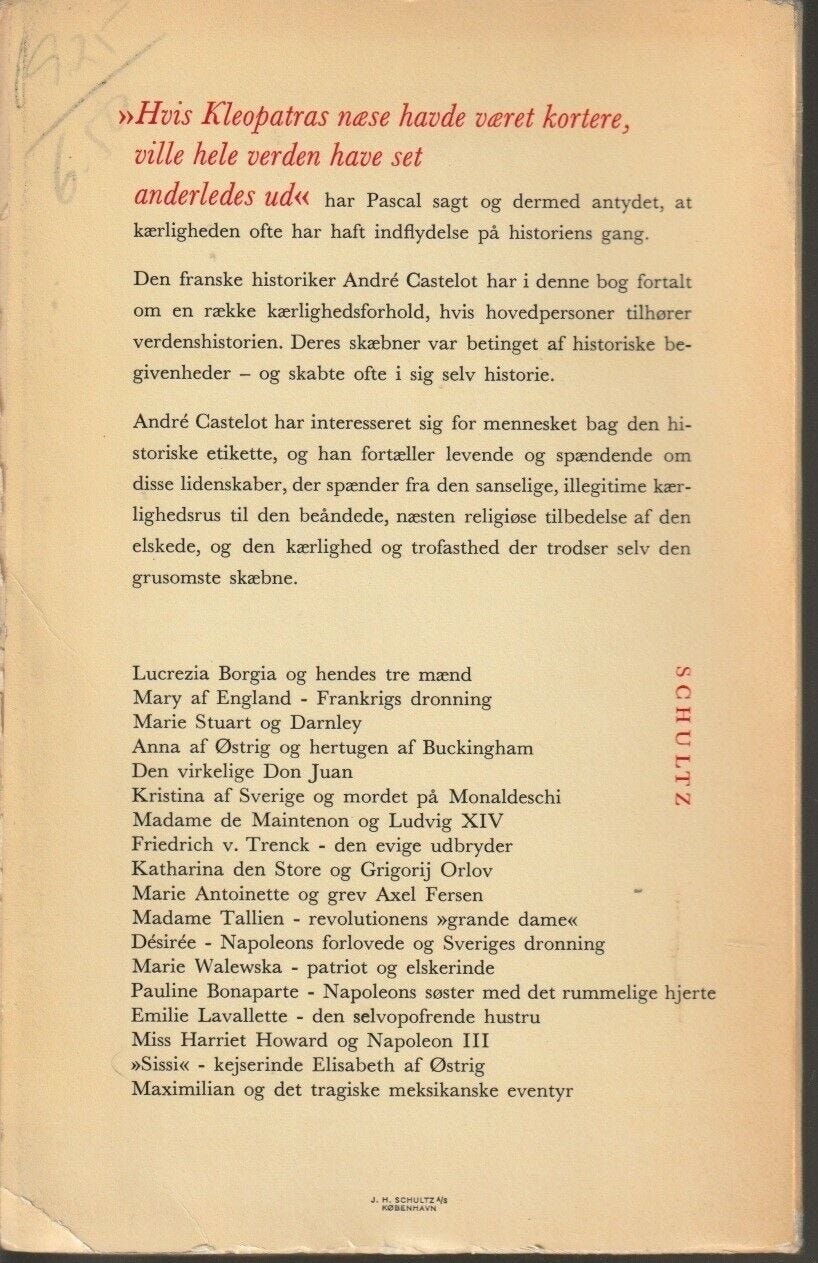 »Hvis Kleopatras næse havde været kortere,
ville hele verden have set
anderledes ud« har Pascal sagt og dermed antydet, at
kærligheden ofte har haft indflydelse på historiens gang.
Den franske historiker André Castelot har i denne bog fortalt
om en række kærlighedsforhold, hvis hovedpersoner tilhører
verdenshistorien. Deres skæbner var betinget af historiske be-
givenheder – og skabte ofte i sig selv historie.
André Castelot har interesseret sig for mennesket bag den hi-
storiske etikette, og han fortæller levende og spændende om
disse lidenskaber, der spænder fra den sanselige, illegitime kær-
lighedsrus til den beåndede, næsten religiøse tilbedelse af den
elskede, og den kærlighed og trofasthed der trodser selv den
grusomste skæbne.
Lucrezia Borgia og hendes tre mænd
Mary af England - Frankrigs dronning
Marie Stuart og Darnley
Anna af Østrig og hertugen af Buckingham
Den virkelige Don Juan
Kristina af Sverige og mordet på Monaldeschi
Madame de Maintenon og Ludvig XIV
Friedrich v. Trenck - den evige udbryder
Katharina den Store og Grigorij Orlov
Marie Antoinette og grev Axel Fersen
Madame Tallien - revolutionens »grande dame«
Désirée - Napoleons forlovede og Sveriges dronning
Marie Walewska - patriot og elskerinde
Pauline Bonaparte - Napoleons søster med det rummelige hjerte
Emilie Lavallette - den selvopofrende hustru
Miss Harriet Howard og Napoleon III
»Sissi« - kejserinde Elisabeth af Østrig
Maximilian og det tragiske meksikanske eventyr
SCHULTZ
J. H. SCHULTZ A/S
KØBENHAVN